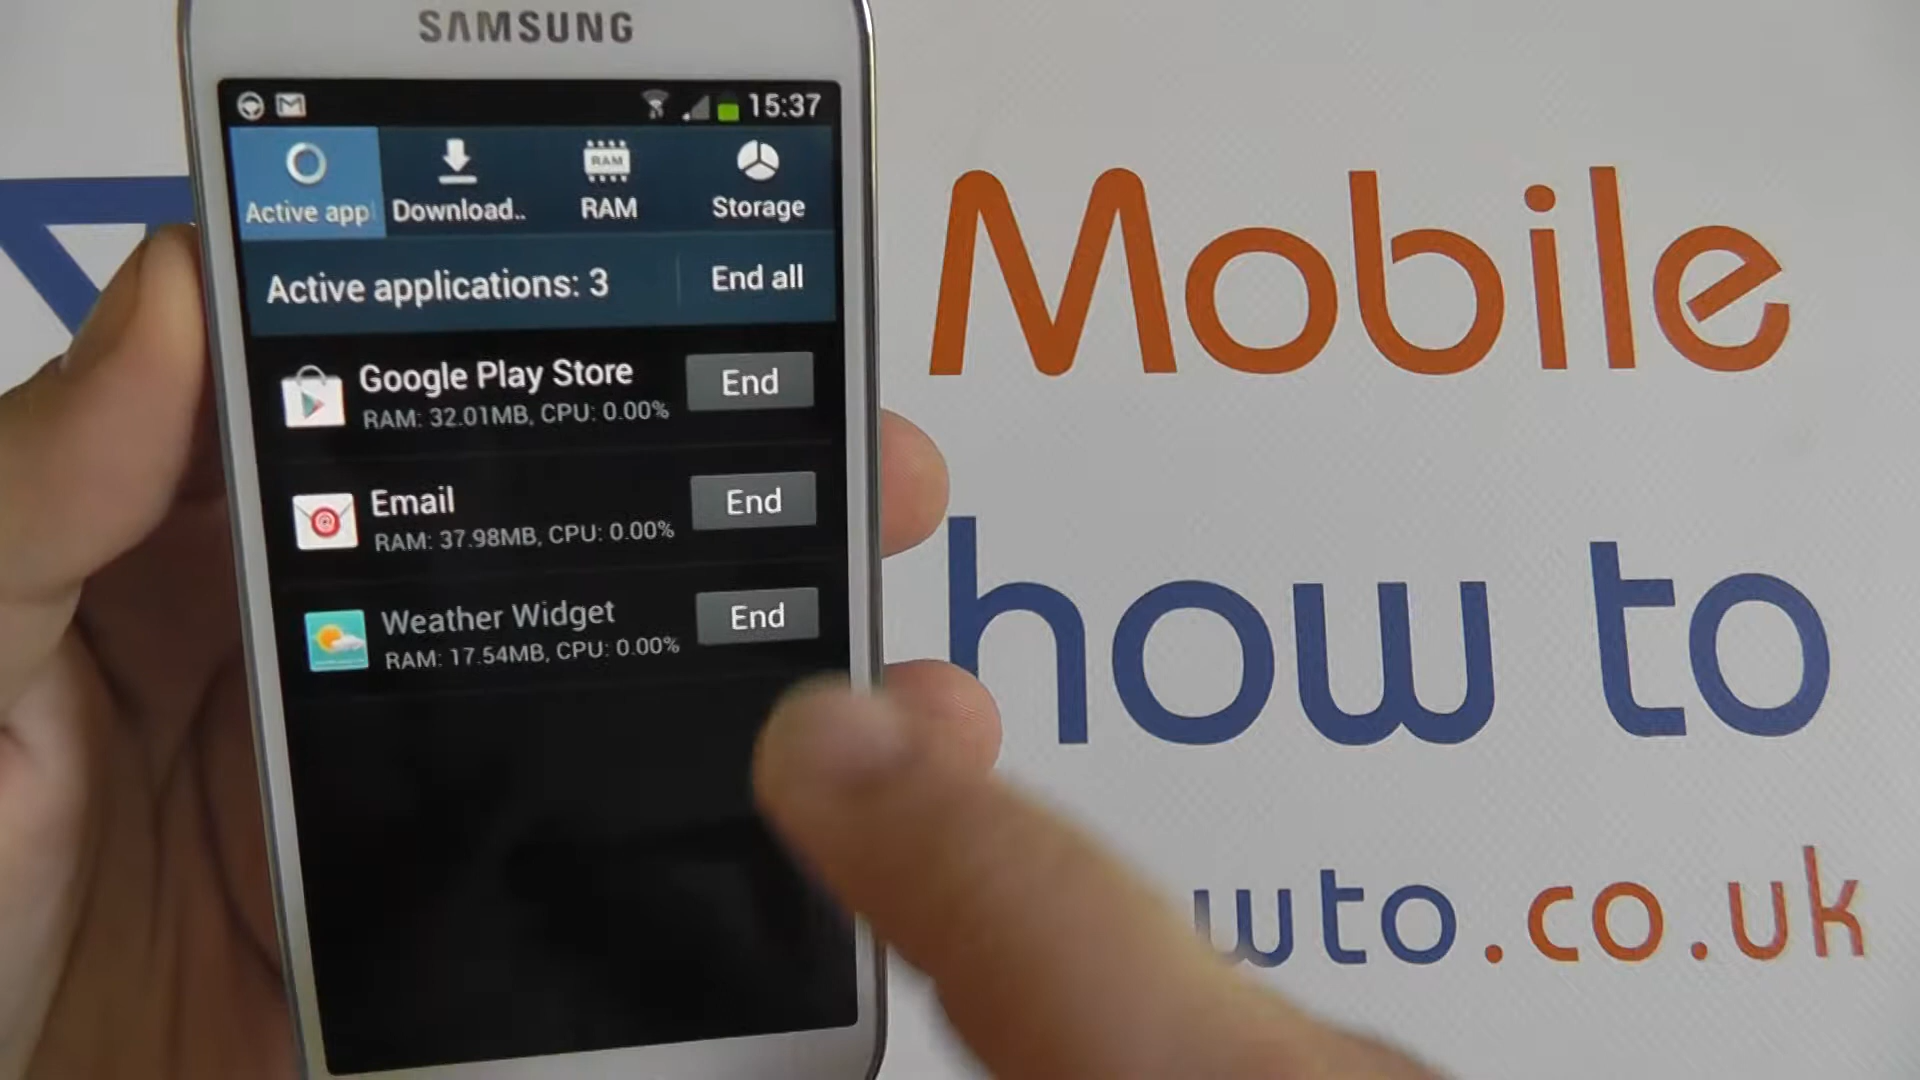 SAMSUNG
15:37
Active app
Download..
RAM
RAM
Storage
Active applications: 3
End all
Google Play Store
RAM: 32.01MB, CPU: 0.00%
End
Email
RAM: 37.98MB, CPU: 0.00%
End
Weather Widget
RAM: 17.54MB, CPU: 0.00%
End
Mobile
how to
wto.co.uk